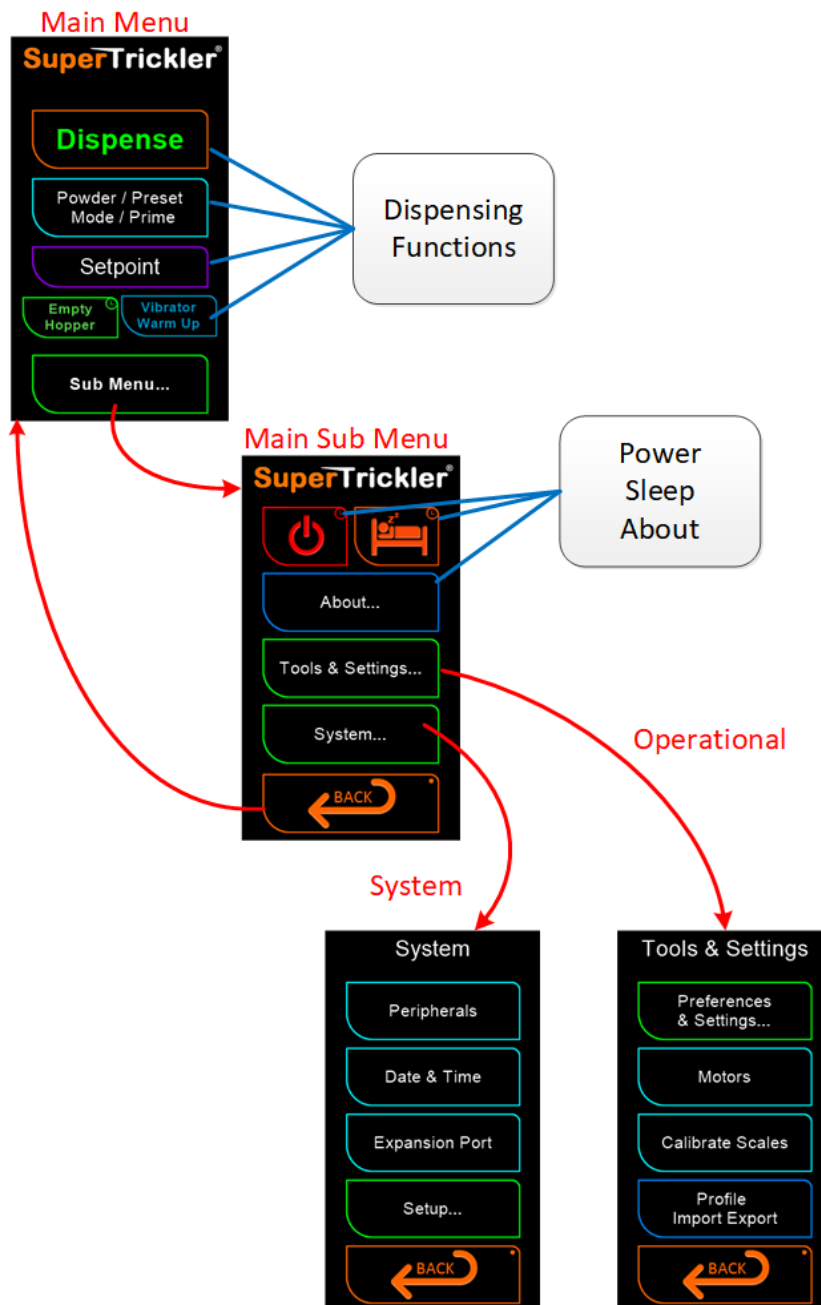 Main Menu
SuperTrickler®
Dispense
Powder / Preset
Mode / Prime
Setpoint
Empty
Hopper
Vibrator
Warm Up
Sub Menu...
Dispensing
Functions
Main Sub Menu
SuperTrickler®
zz
About...
Tools & Settings...
System...
BACK
Power
Sleep
About
Operational
System
System
Peripherals
Date & Time
Expansion Port
Setup...
BACK
Tools & Settings
Preferences
& Settings...
Motors
Calibrate Scales
Profile
Import Export
BACK